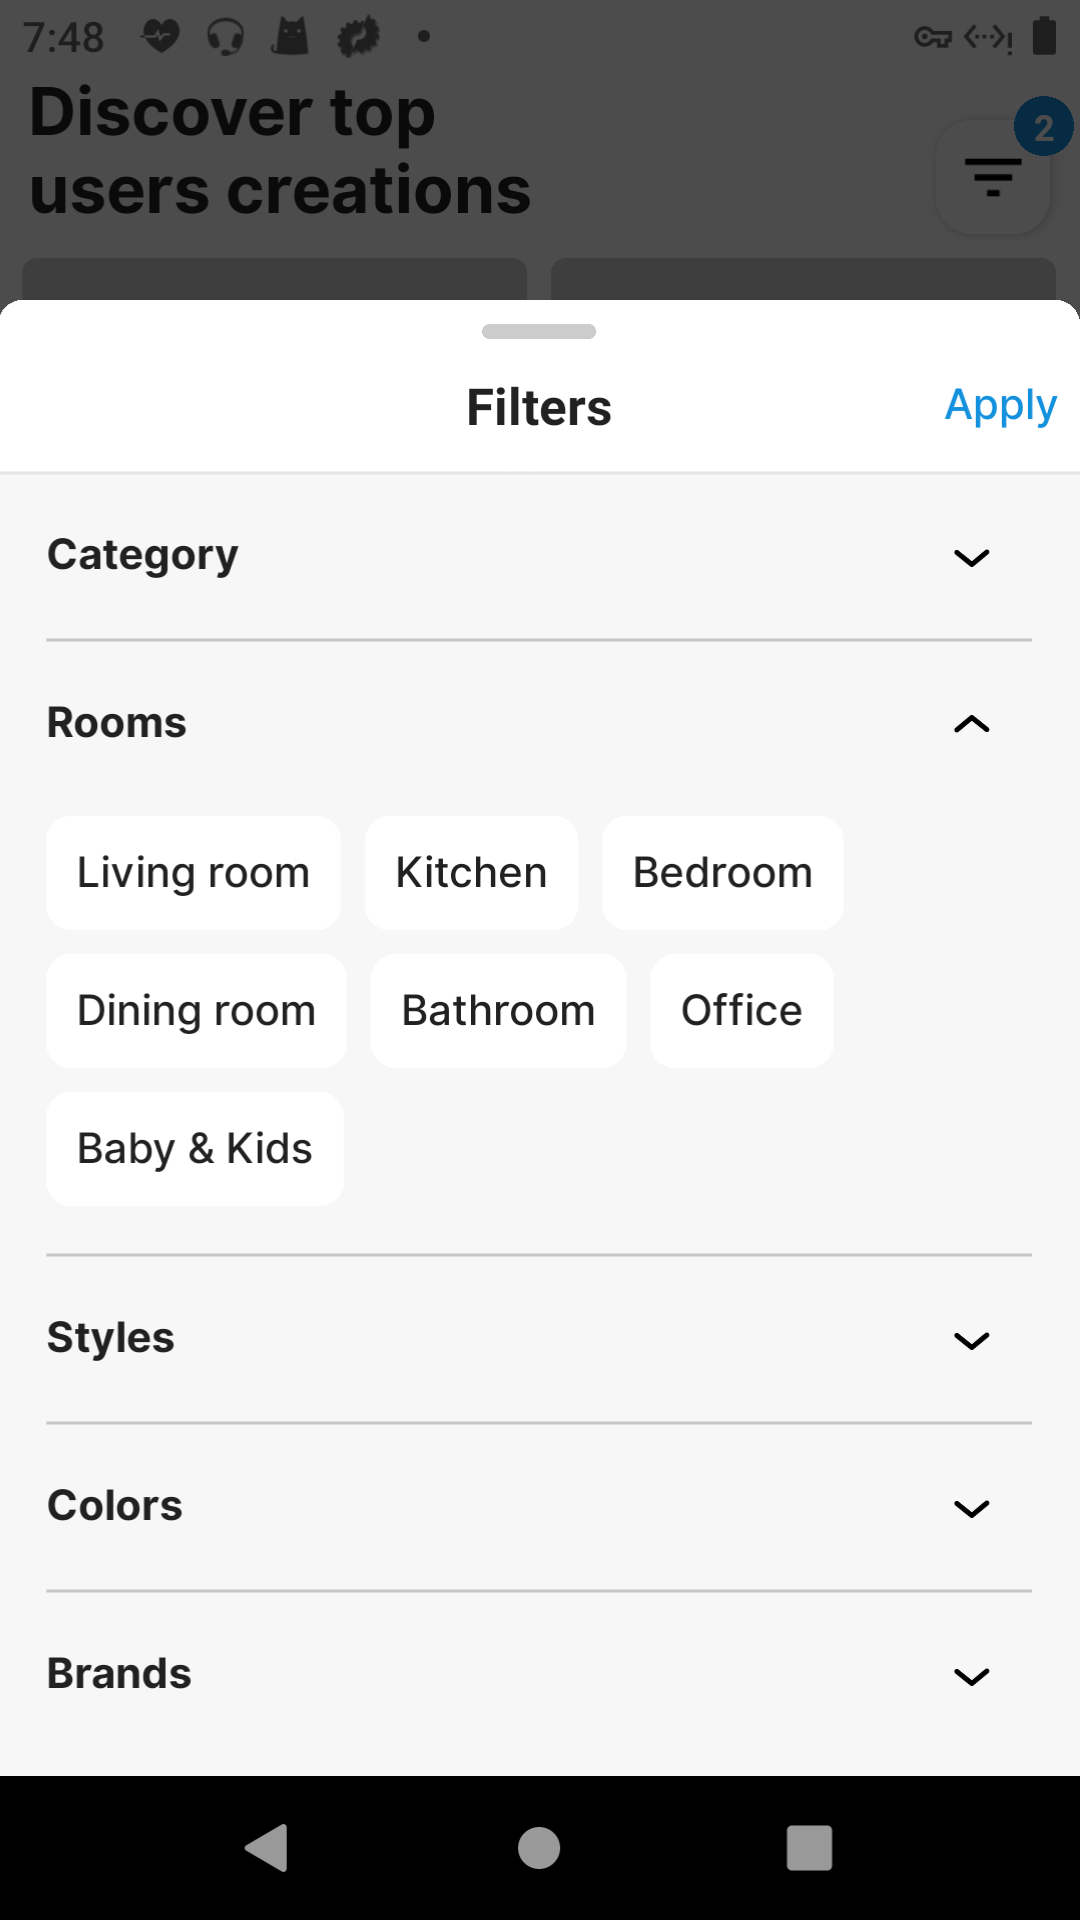 7:48
Discover top
users creations
2
Filters
Apply
Category
Rooms
Living room
Kitchen
Bedroom
Dining room
Bathroom
Office
Baby & Kids
Styles
Colors
Brands